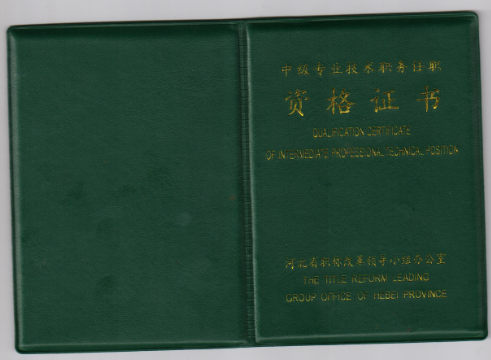 中级专业技术职务任职
资格证书
QUALIFICATION CERTIFICATE
OF INTERMEDIATE PROFESSIONAL TECHNICAL POSITION
河北省职称改革领导小组办公室
THE TITLE REFORM LEADING
GROUP OFFICE OF HEBEI PROVINCE